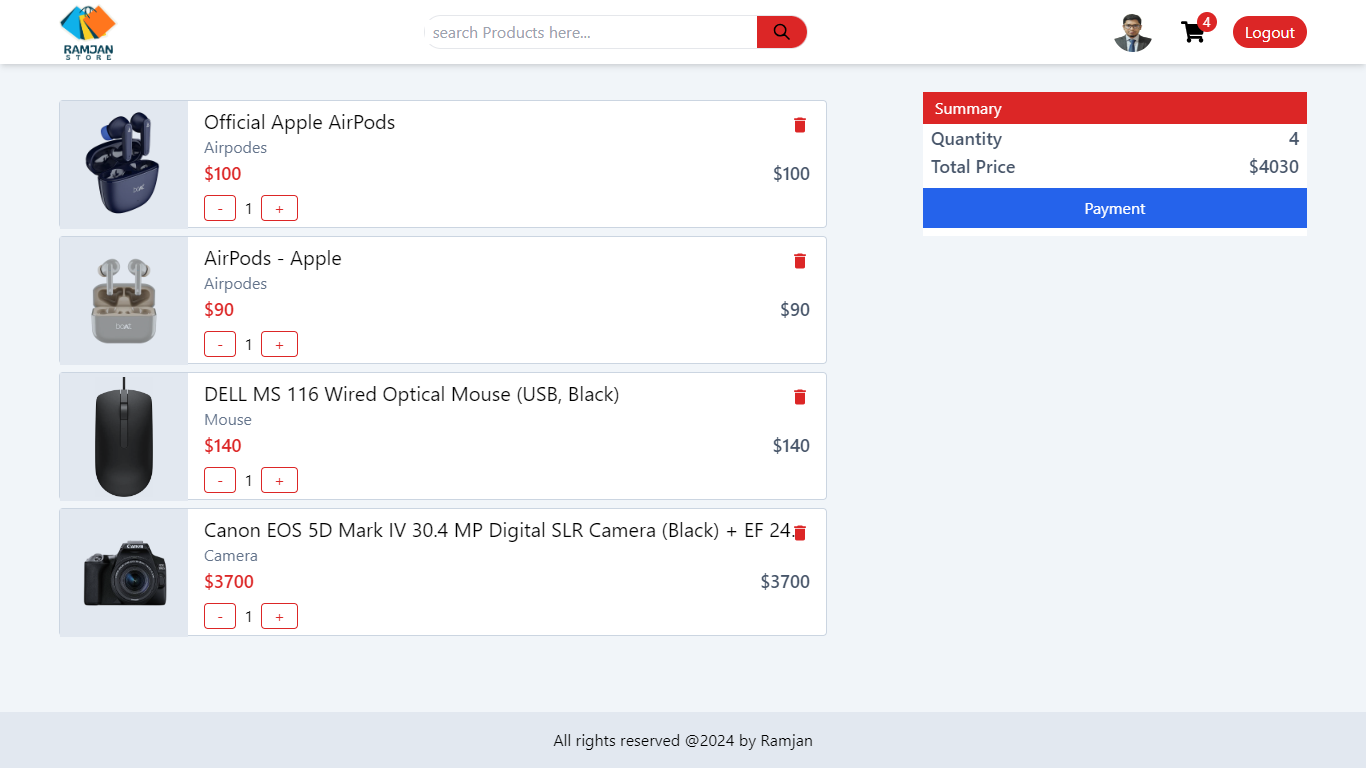 RAMJAN
STORE
search Products here...
4
Logout
Official Apple AirPods
Airpodes
$100
$100
- 1 +
AirPods - Apple
Airpodes
$90
$90
- 1 +
DELL MS 116 Wired Optical Mouse (USB, Black)
Mouse
$140
$140
- 1 +
Canon EOS 5D Mark IV 30.4 MP Digital SLR Camera (Black) + EF 24.
Camera
$3700
$3700
- 1 +
Summary
Quantity 4
Total Price $4030
Payment
All rights reserved @2024 by Ramjan